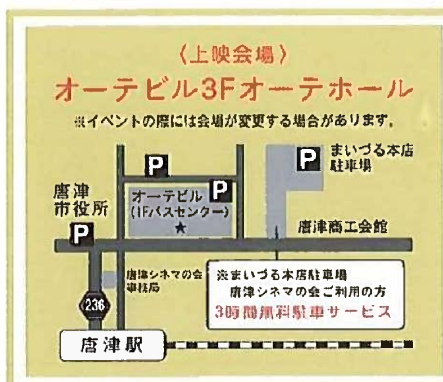 〈上映会場〉
オーテビル3Fオーテホール
※イベントの際には会場が変更する場合があります。
P
P
P
まいづる本店
駐車場
唐津
市役所
P
オーテビル
(1Fバスセンター)
★
唐津商工会館
唐津シネマの会
事務局
236
※まいづる本店駐車場
唐津シネマの会ご利用の方
3時間無料駐車サービス
唐津駅